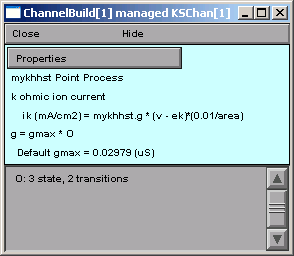 ChannelBuild[1] managed KSChan[1]
Close Hide
Properties
mykhhst Point Process
k ohmic ion current
ik (mA/cm2) = mykhhst.g * (v - ek)*(0.01/area)
g = gmax * O
Default gmax = 0.02979 (uS)
O: 3 state, 2 transitions